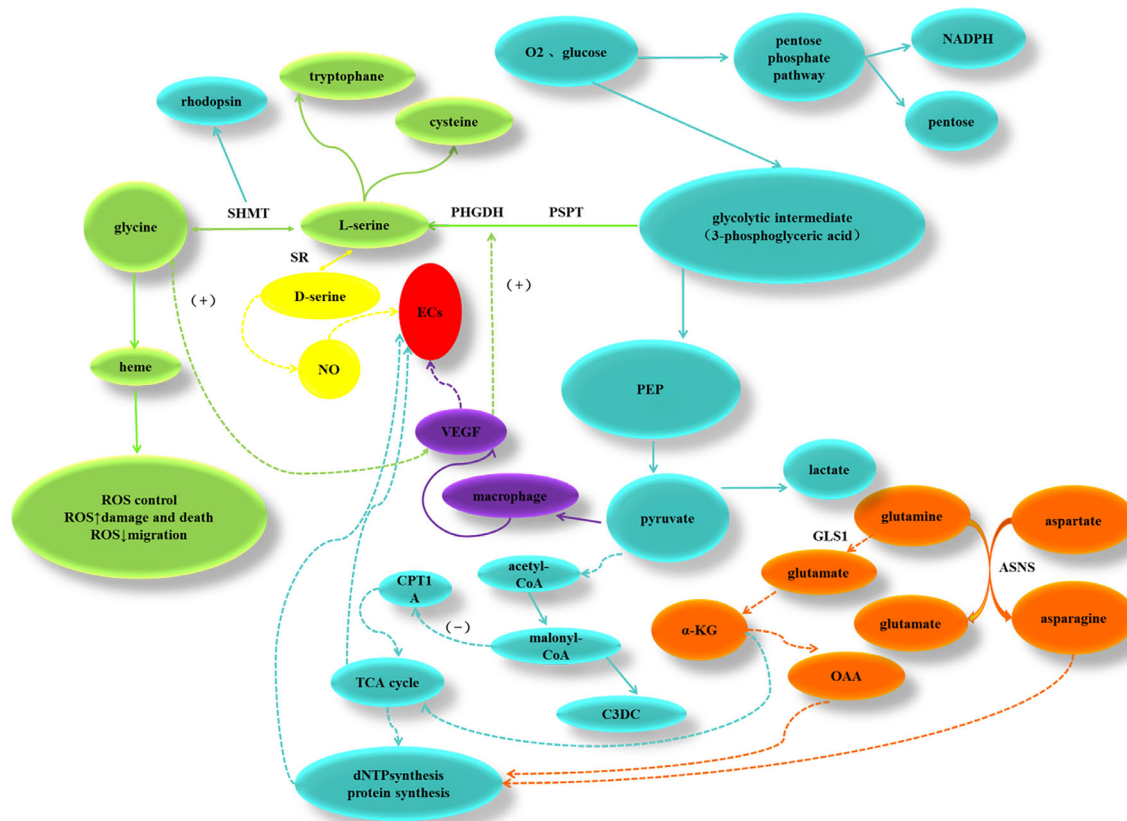 O2 、glucose
pentose
phosphate
pathway
NADPH
pentose
tryptophane
rhodopsin
cysteine
glycine
SHMT
L-serine
PHGDH
PSPT
glycolytic intermediate
（3-phosphoglyceric acid）
SR
D-serine
（+）
（+）
ECs
NO
heme
PEP
VEGF
macrophage
pyruvate
lactate
ROS control
ROS↑damage and death
ROS↓migration
glutamine
aspartate
GLS1
ASNS
glutamate
acetyl-
CoA
CPT1
A
（-）
malonyl-
CoA
α-KG
glutamate
asparagine
TCA cycle
OAA
C3DC
dNTPsynthesis
protein synthesis